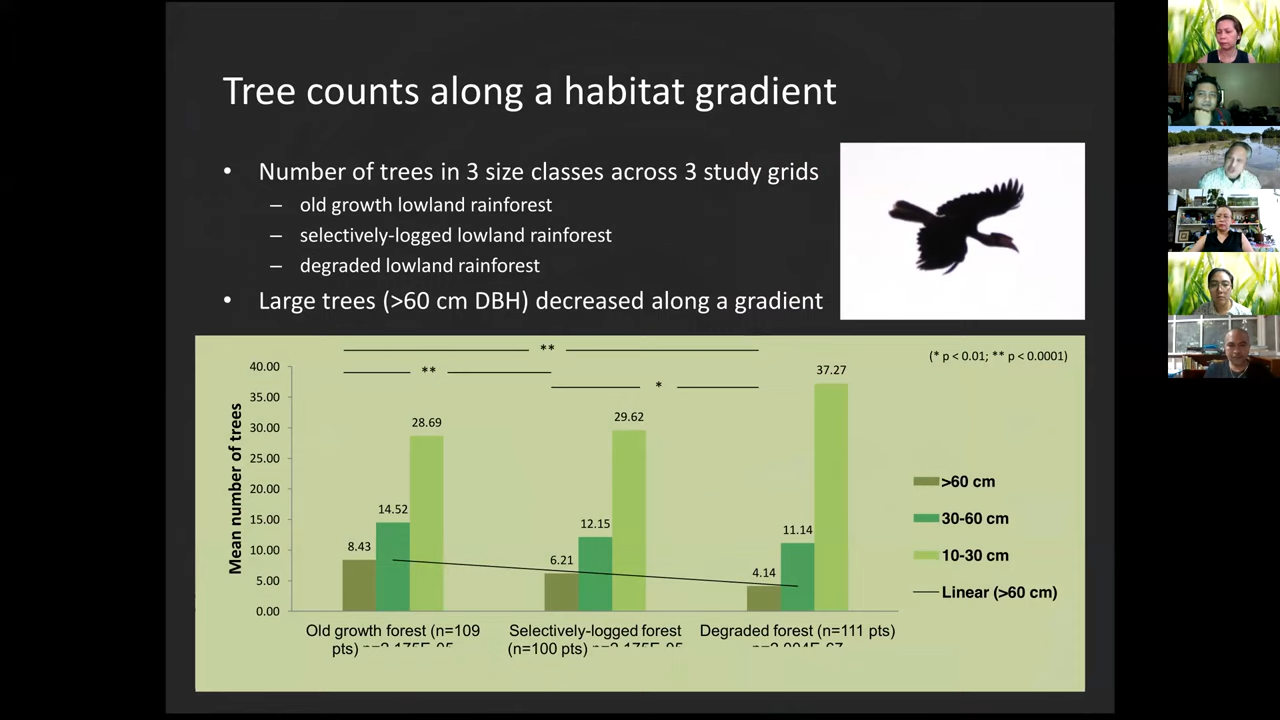 Tree counts along a habitat gradient
• Number of trees in 3 size classes across 3 study grids
– old growth lowland rainforest
– selectively-logged lowland rainforest
– degraded lowland rainforest
• Large trees (>60 cm DBH) decreased along a gradient
(* p < 0.01; ** p < 0.0001)
**
**
*
Mean number of trees
40.00
35.00
30.00
25.00
20.00
15.00
10.00
5.00
0.00
8.43
14.52
28.69
6.21
12.15
29.62
4.14
11.14
37.27
>60 cm
30-60 cm
10-30 cm
Linear (>60 cm)
Old growth forest (n=109
pts)
Selectively-logged forest
(n=100 pts)
Degraded forest (n=111 pts)